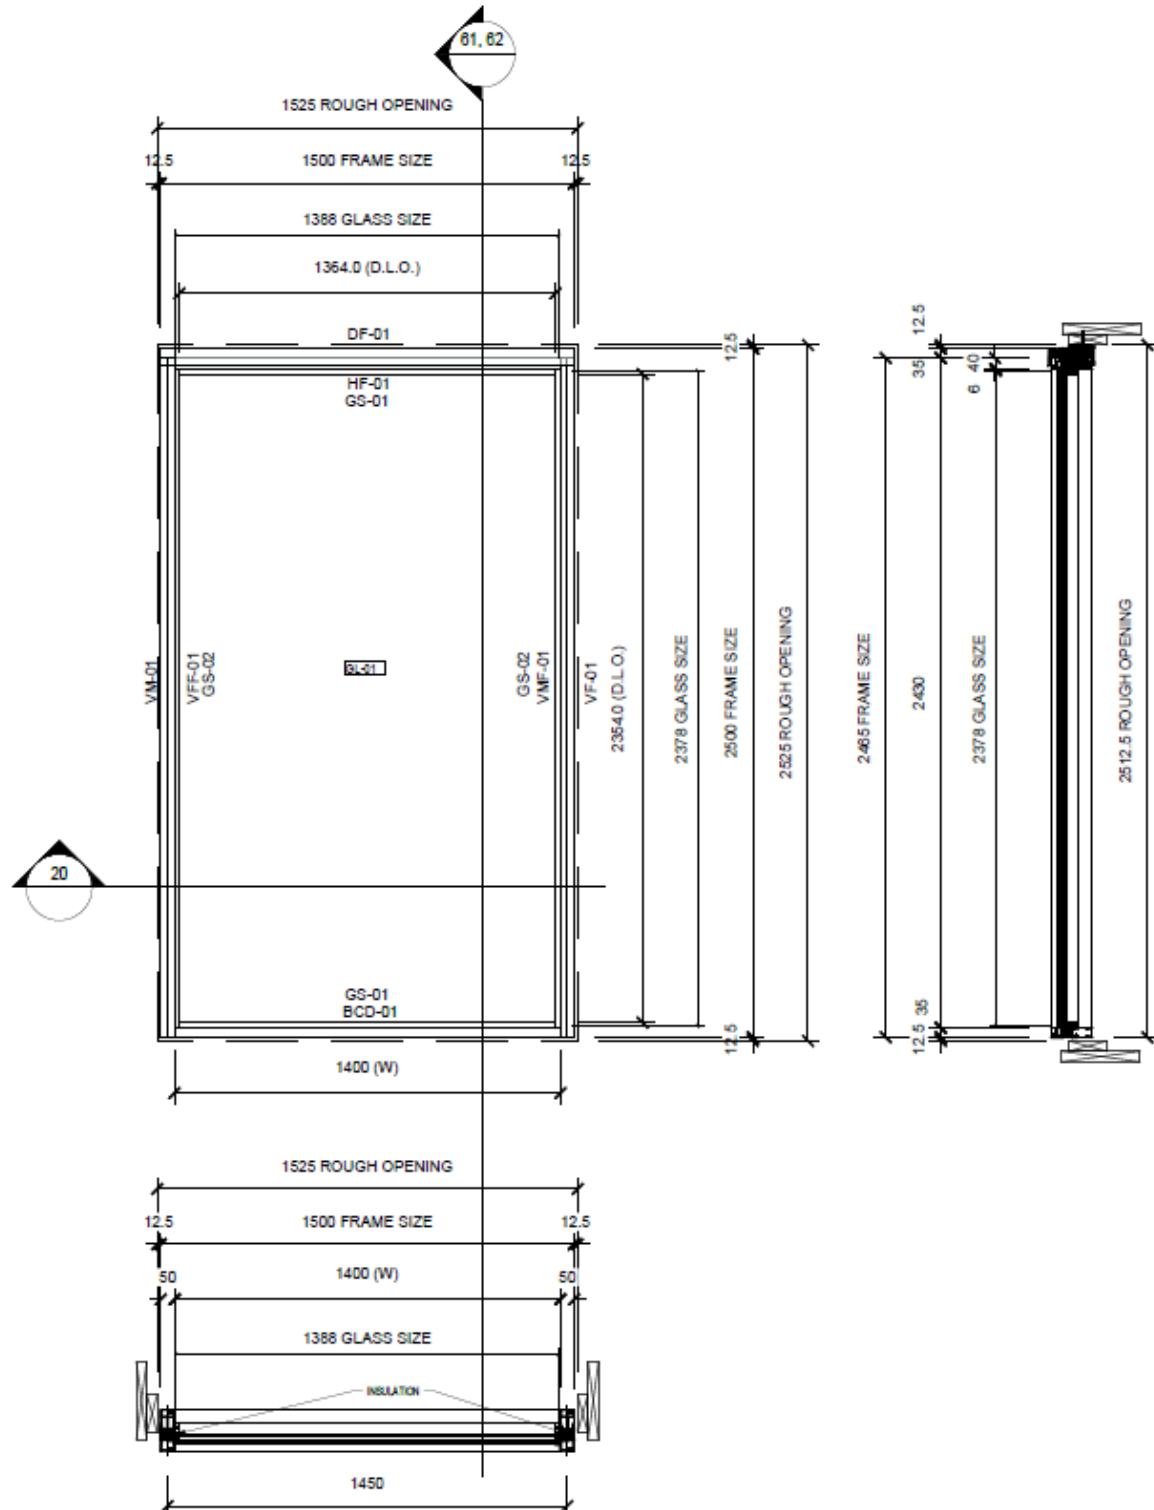 61, 62
1525 ROUGH OPENING
12.5 1500 FRAME SIZE 12.5
1388 GLASS SIZE
1364.0 (D.L.O.)
DF-01
HF-01
GS-01
VM-01
VFF-01
GS-02
GL-01
GS-02
VMF-01
VF-01
2354.0 (D.L.O.)
2378 GLASS SIZE
12.5
2500 FRAME SIZE
12.5
2525 ROUGH OPENING
2465 FRAME SIZE
12.5
35
2430
35
12.5
40
6
2378 GLASS SIZE
2512.5 ROUGH OPENING
20
GS-01
BCD-01
1400 (W)
1525 ROUGH OPENING
12.5 1500 FRAME SIZE 12.5
50 1400 (W) 50
1388 GLASS SIZE
INSULATION
1450